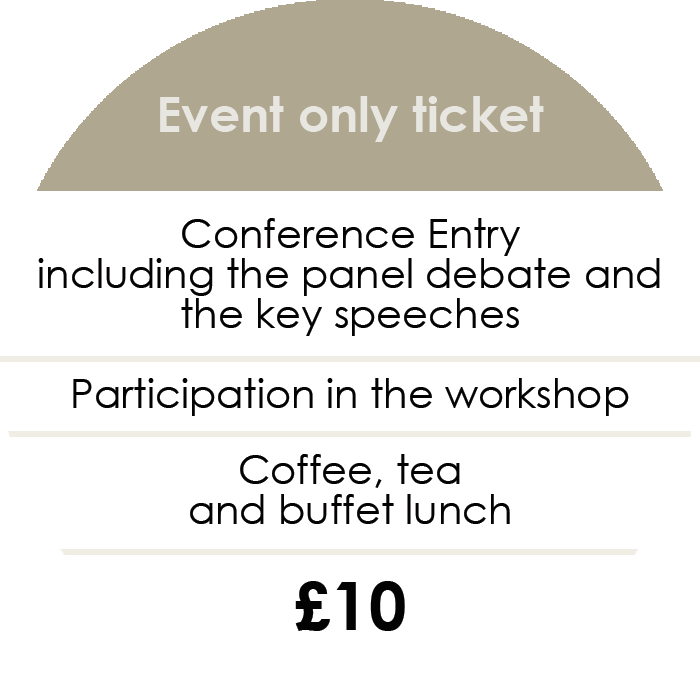 Event only ticket
Conference Entry
including the panel debate and
the key speeches
Participation in the workshop
Coffee, tea
and buffet lunch
£10